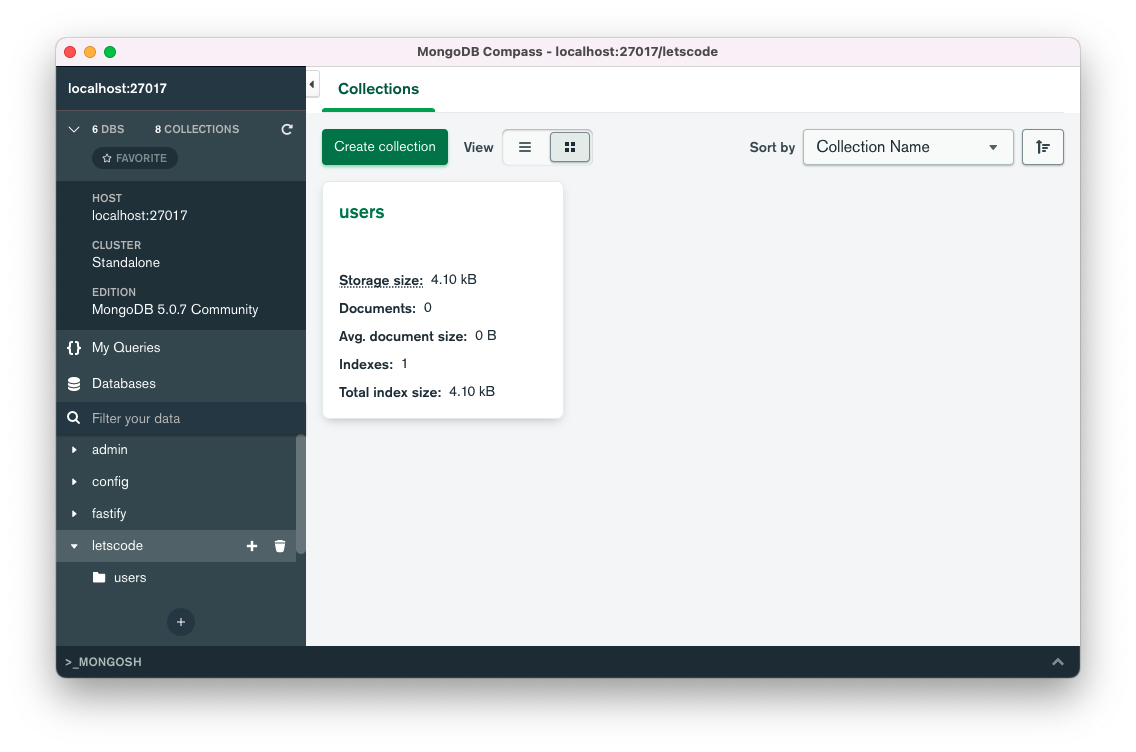 MongoDB Compass - localhost:27017/letscode
localhost:27017
6 DBS 8 COLLECTIONS
FAVORITE
HOST
localhost:27017
CLUSTER
Standalone
EDITION
MongoDB 5.0.7 Community
{} My Queries
Databases
Filter your data
admin
config
fastify
letscode
users
>_MONGOSH
Collections
Create collection View Sort by Collection Name
users
Storage size: 4.10 kB
Documents: 0
Avg. document size: 0 B
Indexes: 1
Total index size: 4.10 kB